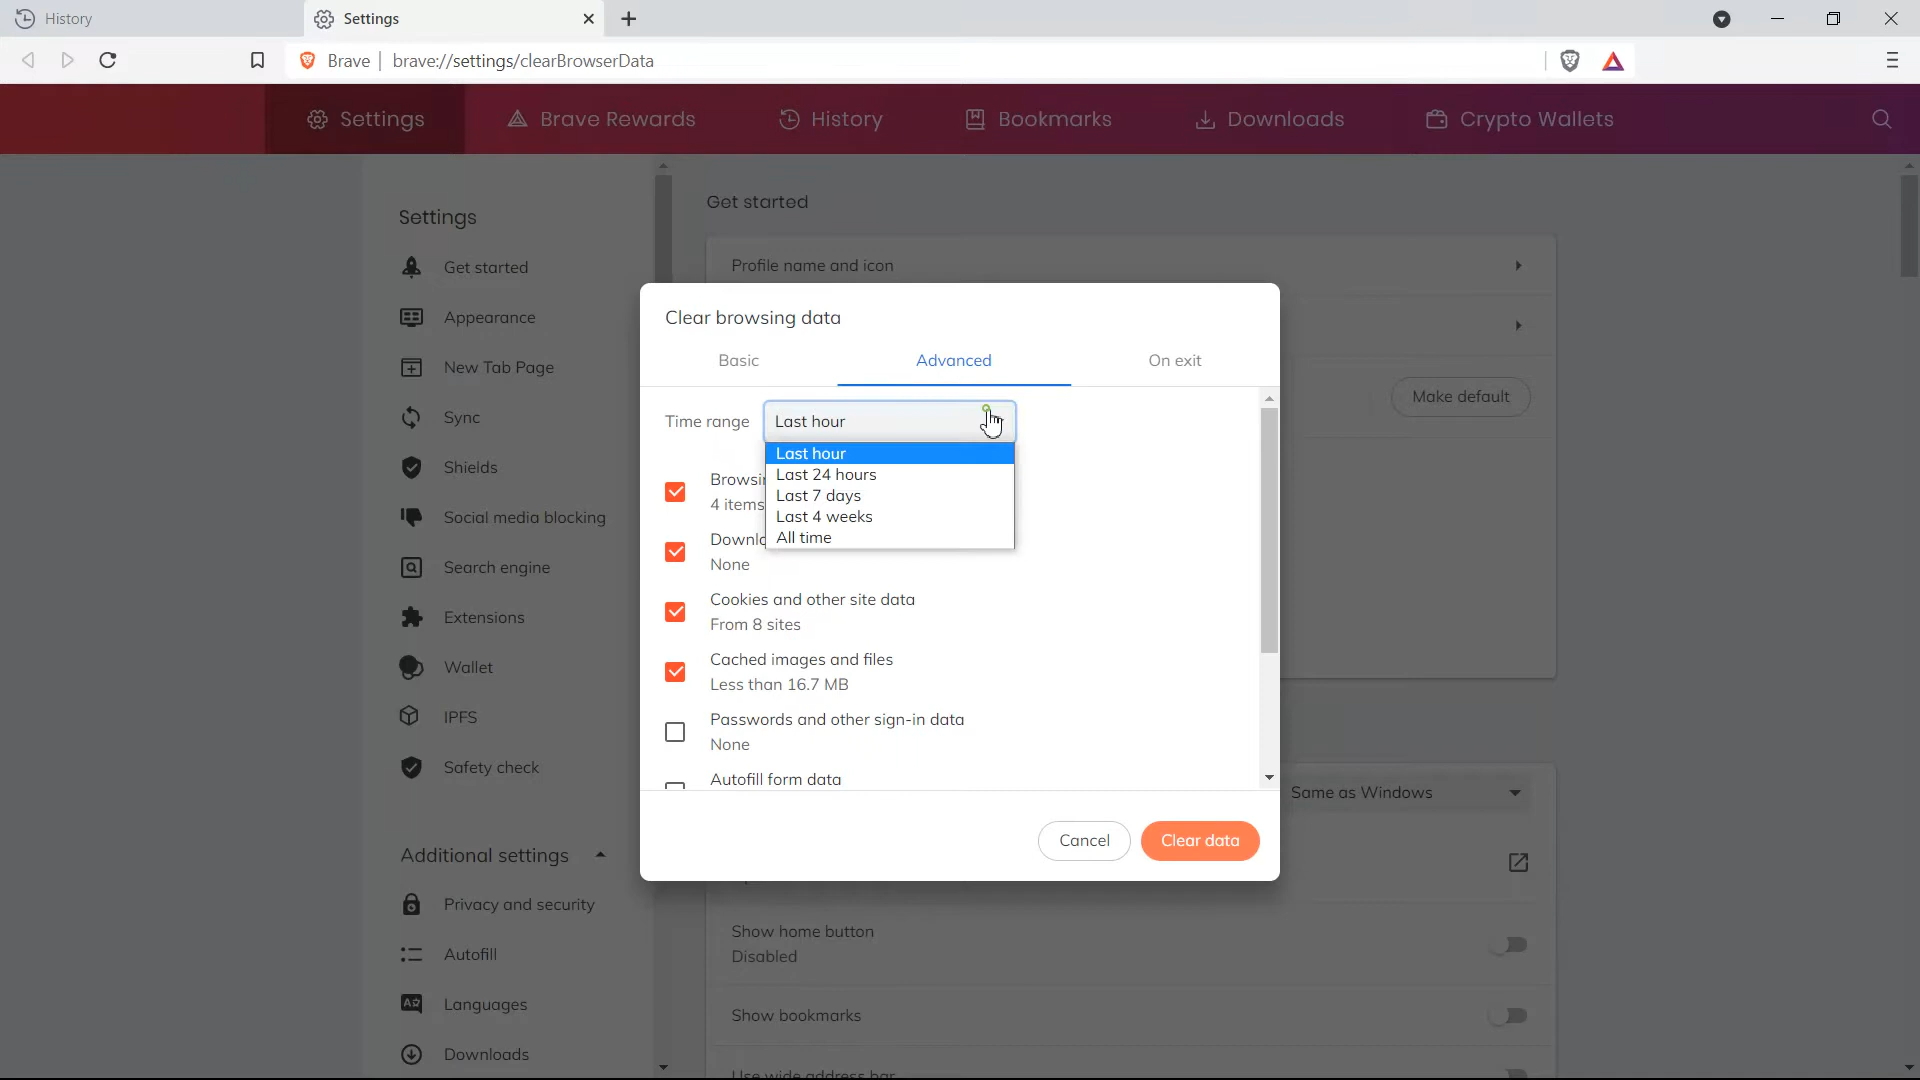 History
Settings
Brave
brave://settings/clearBrowserData
Settings
Brave Rewards
History
Bookmarks
Downloads
Crypto Wallets
Settings
Get started
Appearance
New Tab Page
Sync
Shields
Social media blocking
Search engine
Extensions
Wallet
IPFS
Safety check
Additional settings
Privacy and security
Autofill
Languages
Downloads
Get started
Profile name and icon
Make default
Clear browsing data
Basic
Advanced
On exit
Time range
Last hour
Last hour
Last 24 hours
Last 7 days
Last 4 weeks
All time
4 items
None
Cookies and other site data
From 8 sites
Cached images and files
Less than 16.7 MB
Passwords and other sign-in data
None
Autofill form data
Cancel
Clear data
Same as Windows
Show home button
Disabled
Show bookmarks
Use wide address bar